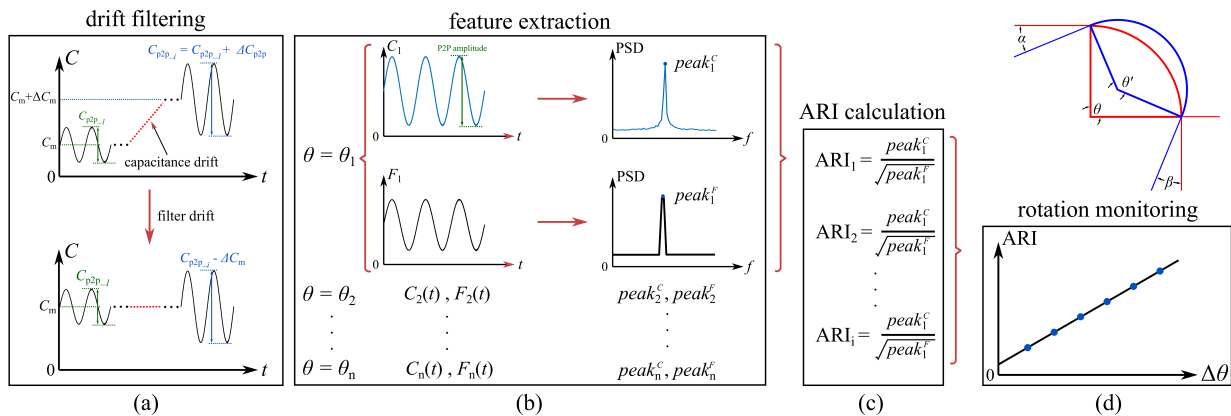 drift filtering
C
C_p2p_i = C_p2p_1 + ΔC_p2p
C_m+ΔC_m
C_p2p_1
C_m
capacitance drift
0
t
filter drift
C
C_p2p_1
C_p2p_i - ΔC_m
C_m
0
t
(a)
feature extraction
C_1
P2P amplitude
0
t
PSD
peak_1^C
0
f
θ = θ_1
F_1
0
t
PSD
peak_1^F
0
f
θ = θ_2
C_2(t) , F_2(t)
peak_2^C, peak_2^F
θ = θ_n
C_n(t) , F_n(t)
peak_n^C, peak_n^F
(b)
ARI calculation
ARI_1 = peak_1^C / √peak_1^F
ARI_2 = peak_1^C / √peak_1^F
ARI_i = peak_1^C / √peak_1^F
(c)
α
θ'
θ
β
rotation monitoring
ARI
0
Δθ
(d)